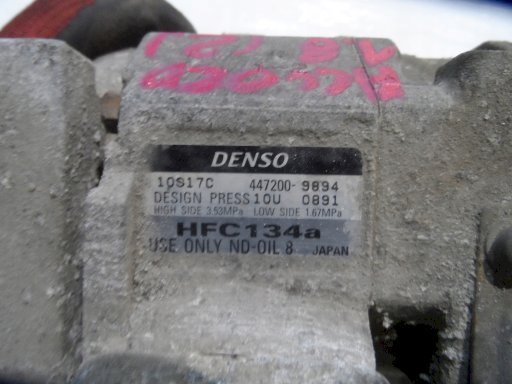 DENSO
10S17C 447200-9894
DESIGN PRESS 10U 0891
HIGH SIDE 3.53MPa LOW SIDE 1.67MPa
HFC134a
USE ONLY ND-OIL 8 JAPAN